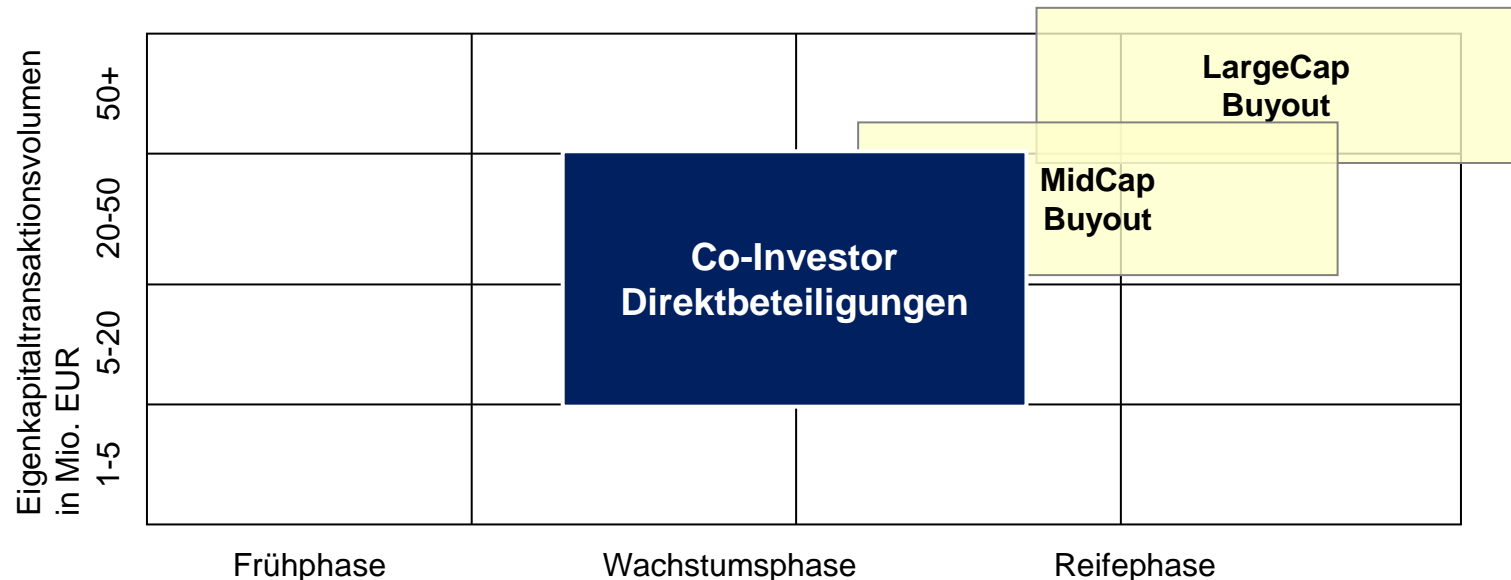 Eigenkapitaltransaktionsvolumen
in Mio. EUR
50+
20-50
5-20
1-5
LargeCap
Buyout
MidCap
Buyout
Co-Investor
Direktbeteiligungen
Frühphase
Wachstumsphase
Reifephase